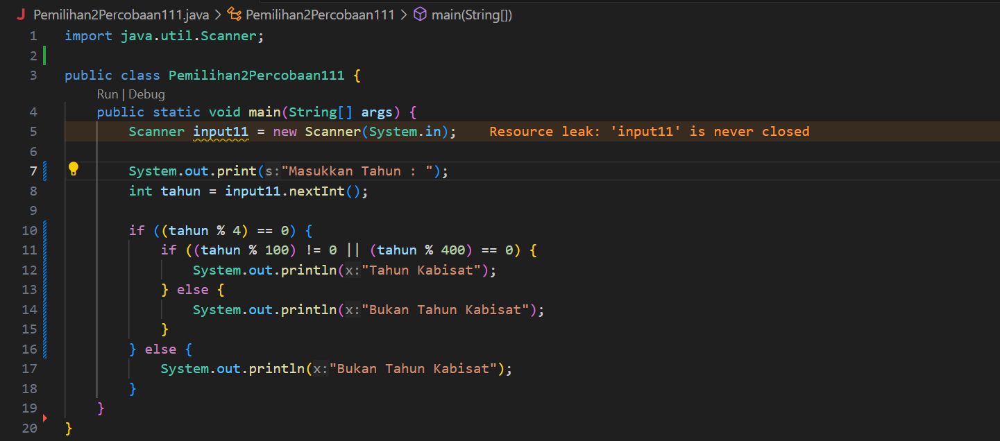 Pemilihan2Percobaan111.java > Pemilihan2Percobaan111 > main(String[])
1 import java.util.Scanner;
2
3 public class Pemilihan2Percobaan111 {
Run | Debug
4 public static void main(String[] args) {
5 Scanner input11 = new Scanner(System.in); Resource leak: 'input11' is never closed
6
7 System.out.print(s:"Masukkan Tahun : ");
8 int tahun = input11.nextInt();
9
10 if ((tahun % 4) == 0) {
11 if ((tahun % 100) != 0 || (tahun % 400) == 0) {
12 System.out.println(x:"Tahun Kabisat");
13 } else {
14 System.out.println(x:"Bukan Tahun Kabisat");
15 }
16 } else {
17 System.out.println(x:"Bukan Tahun Kabisat");
18 }
19 }
20 }